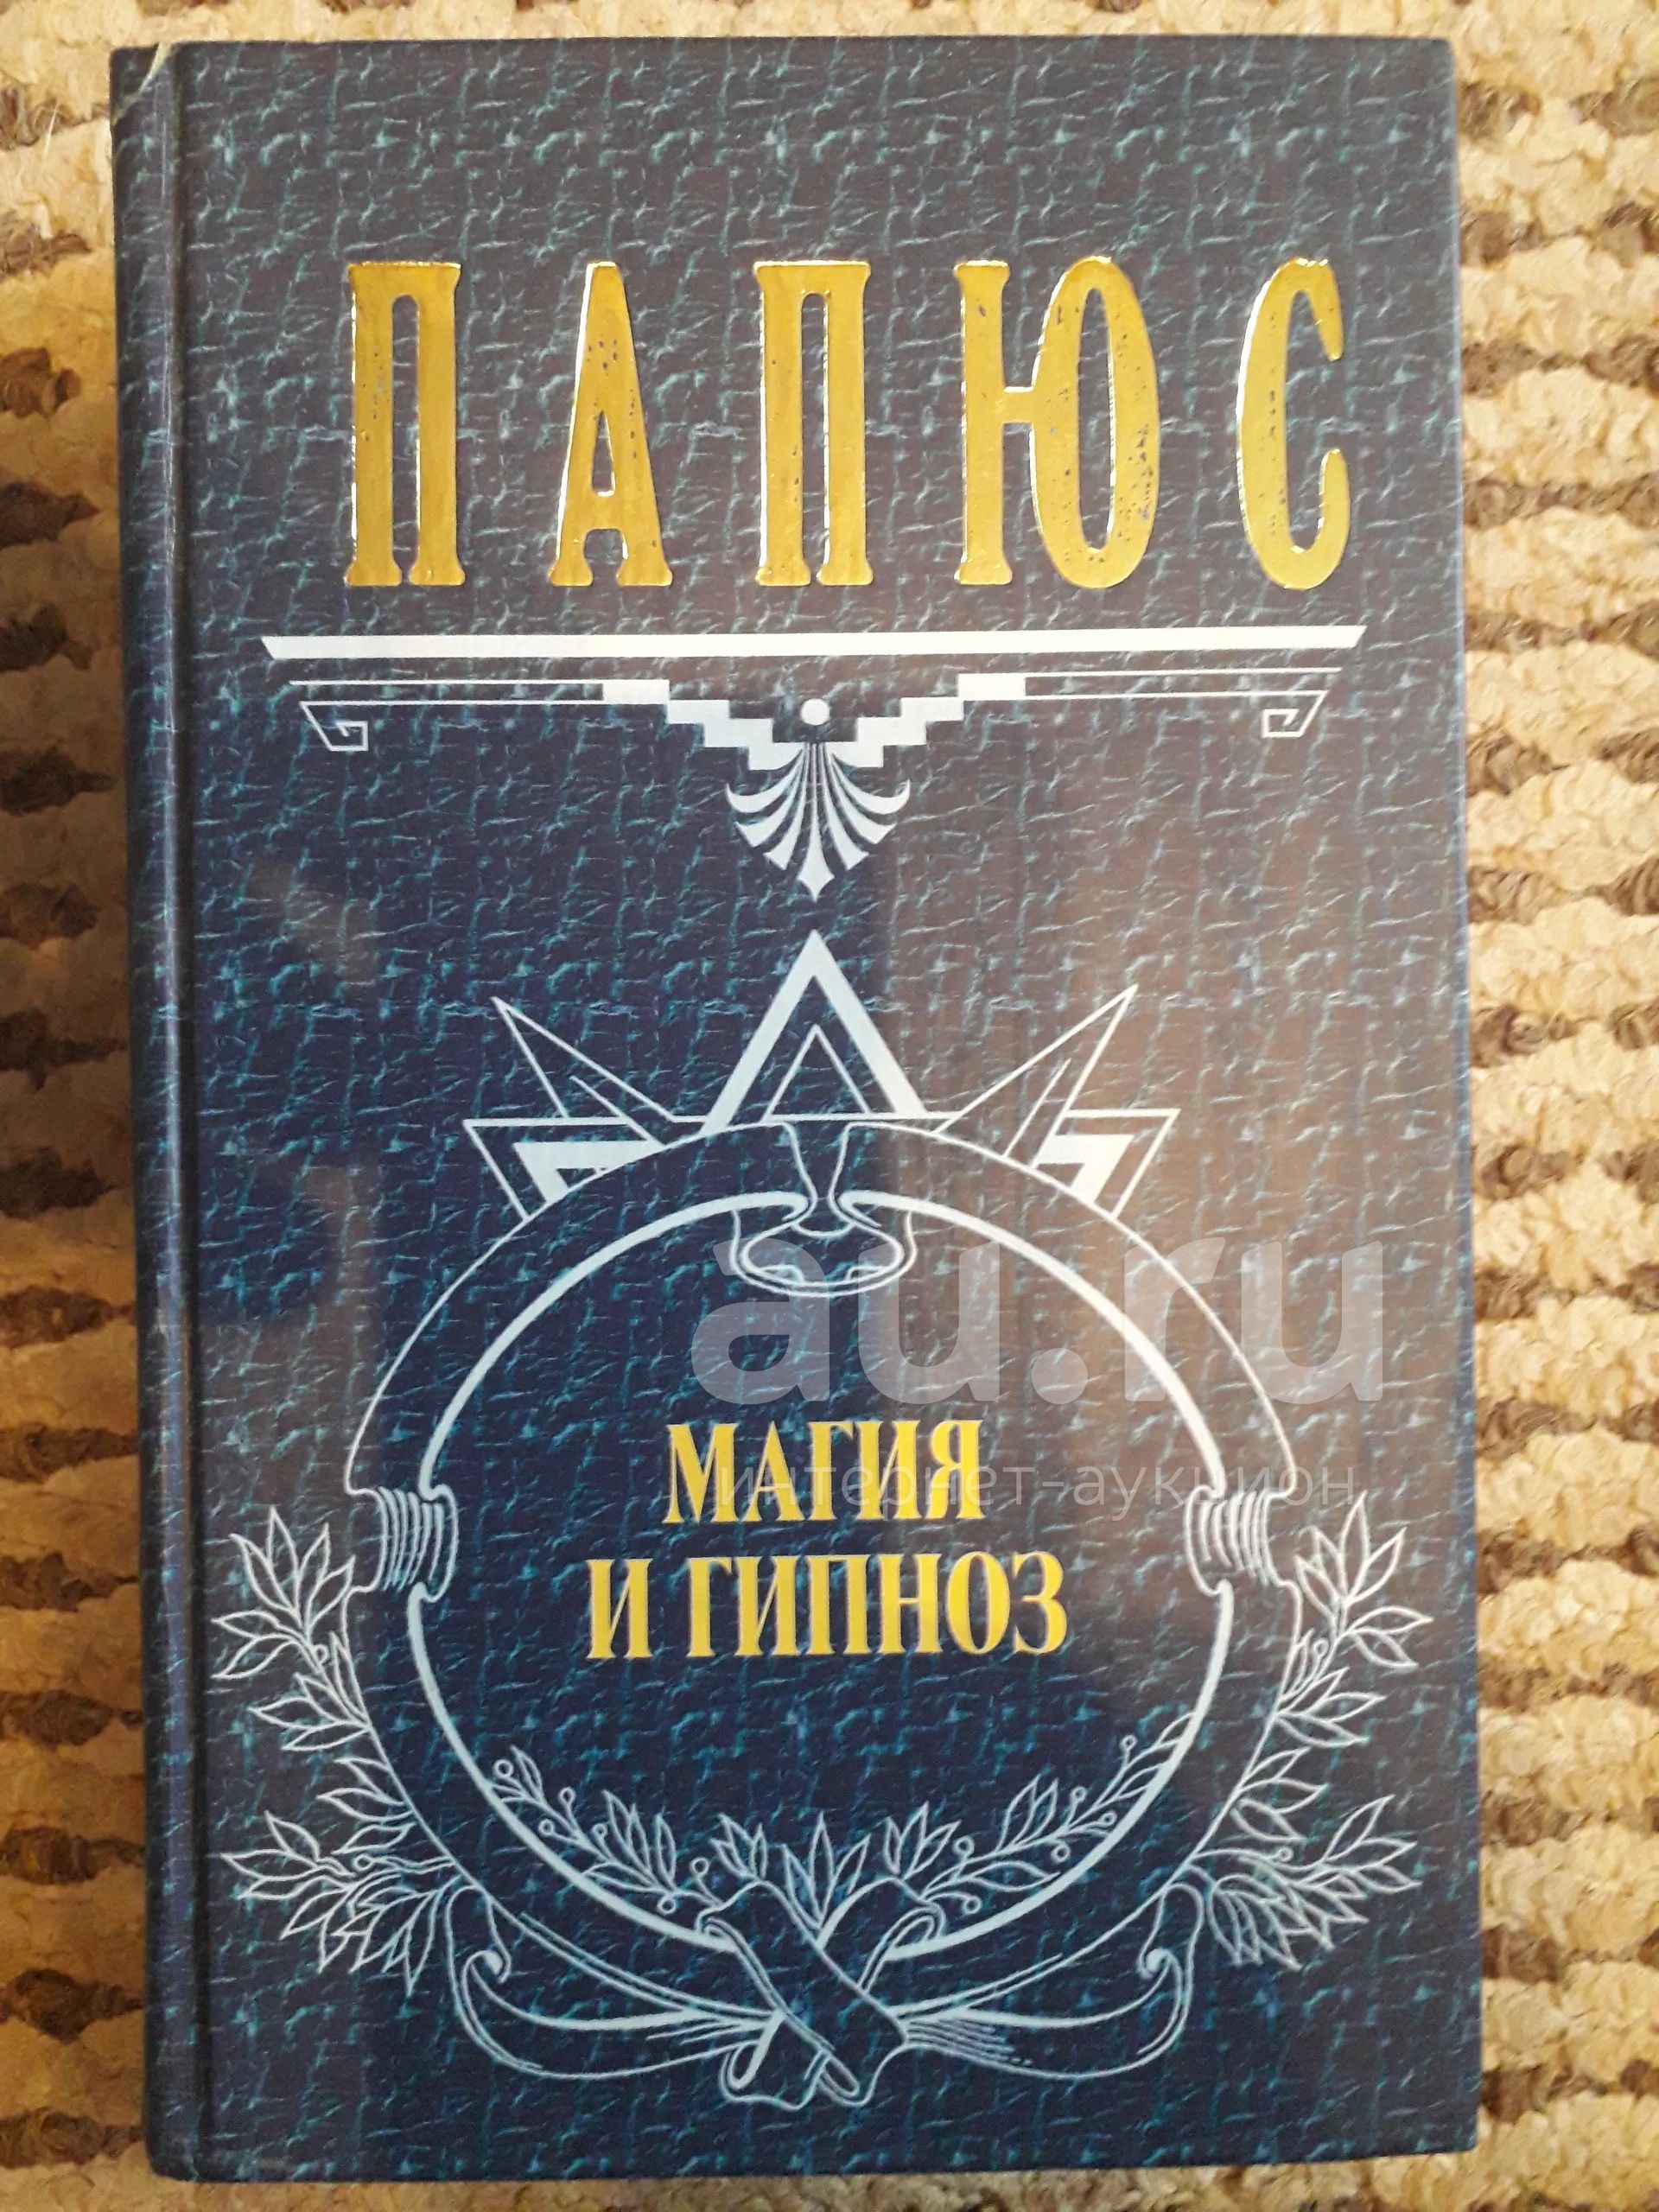 ПАПЮС
au.ru
МАГИЯ
интернет-аукцион
И ГИПНОЗ